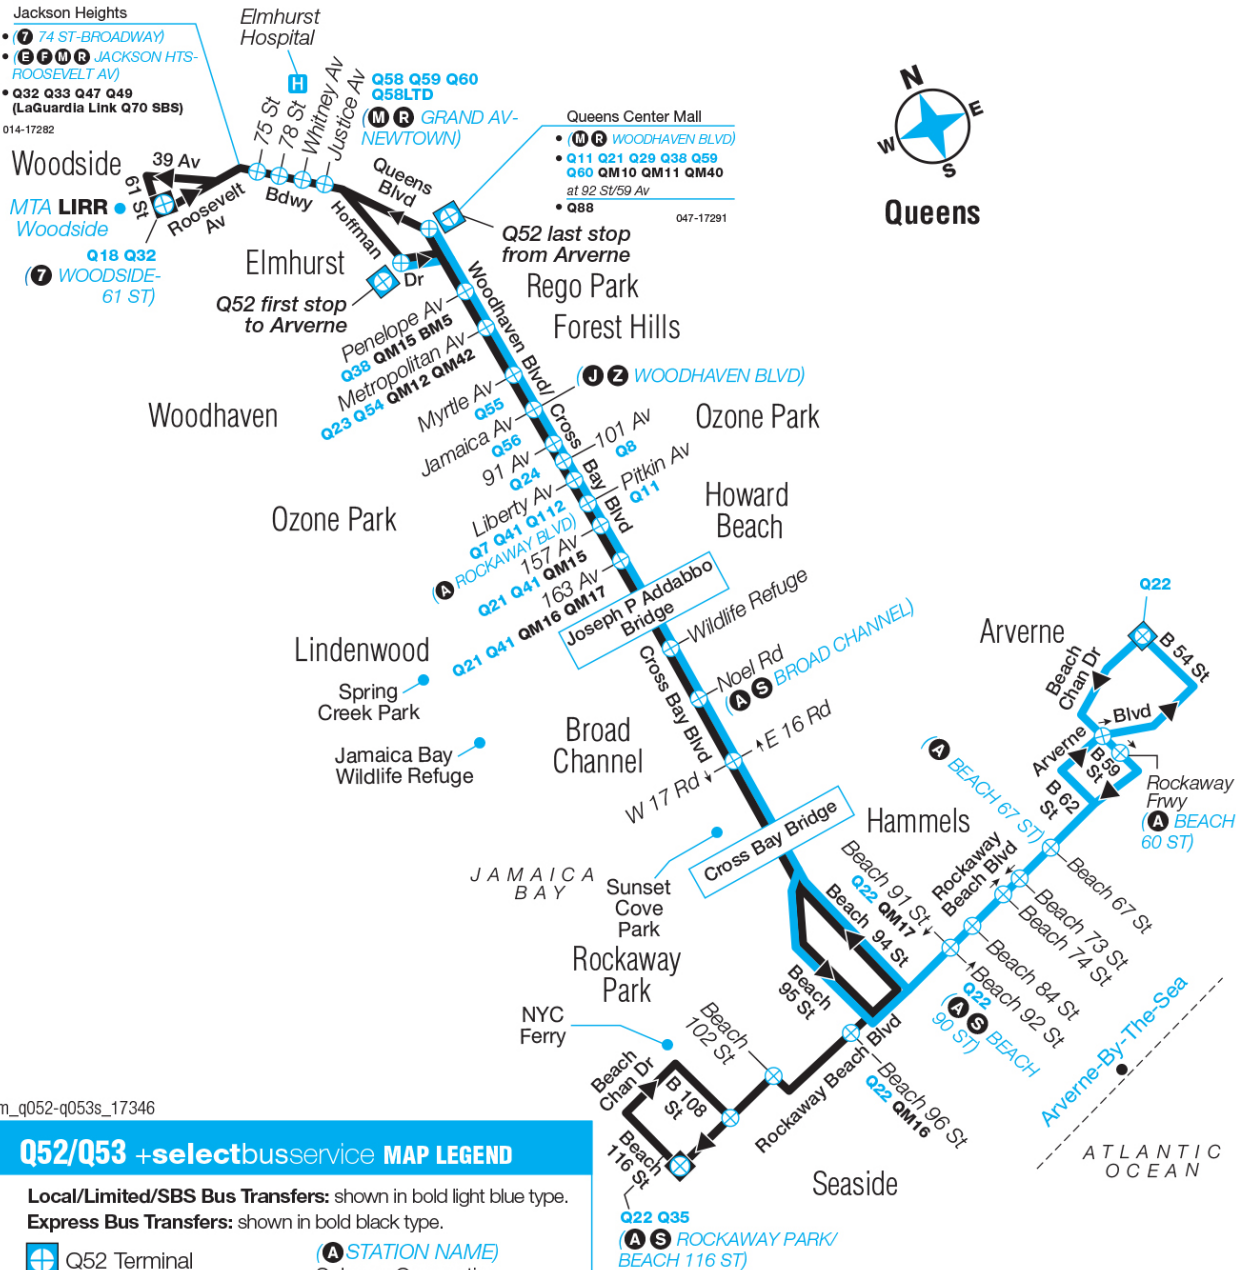 Jackson Heights
• (7 74 ST-BROADWAY)
• (E F M R JACKSON HTS-
ROOSEVELT AV)
• Q32 Q33 Q47 Q49
(LaGuardia Link Q70 SBS)
014-17282
Elmhurst
Hospital
H
75 St
78 St
Whitney Av
Justice Av
Q58 Q59 Q60
Q58LTD
(M R GRAND AV-
NEWTOWN)
Queens Center Mall
• (M R WOODHAVEN BLVD)
• Q11 Q21 Q29 Q38 Q59
Q60 QM10 QM11 QM40
at 92 St/59 Av
• Q88
047-17291
N
E
W
S
Queens
Woodside
39 Av
61 St
Roosevelt
Av
Bdwy
MTA LIRR
Woodside
Q18 Q32
(7 WOODSIDE-
61 ST)
Queens
Blvd
Hoffman
Dr
Q52 last stop
from Arverne
Elmhurst
Q52 first stop
to Arverne
Rego Park
Forest Hills
Woodhaven Blvd/
Cross
Bay
Blvd
Penelope Av
Q38 QM15 BM5
Metropolitan Av
Q23 Q54 QM12 QM42
Myrtle Av
Q55
(J Z WOODHAVEN BLVD)
Jamaica Av
Q56
Woodhaven
Ozone Park
91 Av
Q24
101 Av
Q8
Liberty Av
Q7 Q41 Q112
(A ROCKAWAY BLVD)
Pitkin Av
Q11
Ozone Park
Howard
Beach
157 Av
Q21 Q41 QM15
163 Av
Q21 Q41 QM16 QM17
Joseph P Addabbo
Bridge
Lindenwood
Spring
Creek Park
Jamaica Bay
Wildlife Refuge
Wildlife Refuge
Cross Bay Blvd
Noel Rd
(A S BROAD CHANNEL)
Broad
Channel
E 16 Rd
W 17 Rd
Cross Bay Bridge
JAMAICA
BAY
Sunset
Cove
Park
Hammels
Arverne
Q22
B 54 St
Beach
Chan Dr
Blvd
Arverne
B 59
St
B 62
St
Rockaway
Frwy
(A BEACH
60 ST)
(A BEACH 67 ST)
Beach 67 St
Rockaway
Beach Blvd
Beach 73 St
Beach 74 St
Beach 84 St
Beach 91 St
Q22 QM17
Beach 92 St
Q22
(A S BEACH
90 ST)
Beach 94 St
Beach
95 St
Rockaway
Park
NYC
Ferry
Beach
102 St
Rockaway Beach Blvd
Beach 96 St
Q22 QM16
Beach
Chan Dr
B 108
St
Beach
116 St
Q22 Q35
(A S ROCKAWAY PARK/
BEACH 116 ST)
Seaside
Arverne-By-The-Sea
ATLANTIC
OCEAN
m_q052-q053s_17346
Q52/Q53 +selectbusservice MAP LEGEND
Local/Limited/SBS Bus Transfers: shown in bold light blue type.
Express Bus Transfers: shown in bold black type.
Q52 Terminal
(A STATION NAME)